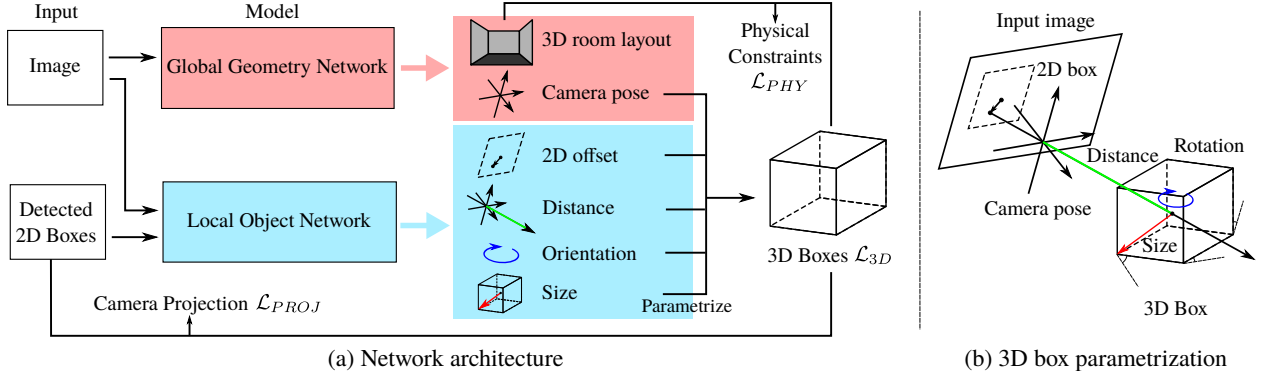 Input
Model
Image
Global Geometry Network
3D room layout
Camera pose
Physical
Constraints
ℒ_PHY
Detected
2D Boxes
Local Object Network
2D offset
Distance
Orientation
Size
Parametrize
3D Boxes ℒ_3D
Camera Projection ℒ_PROJ
(a) Network architecture
Input image
2D box
Rotation
Distance
Camera pose
Size
3D Box
(b) 3D box parametrization